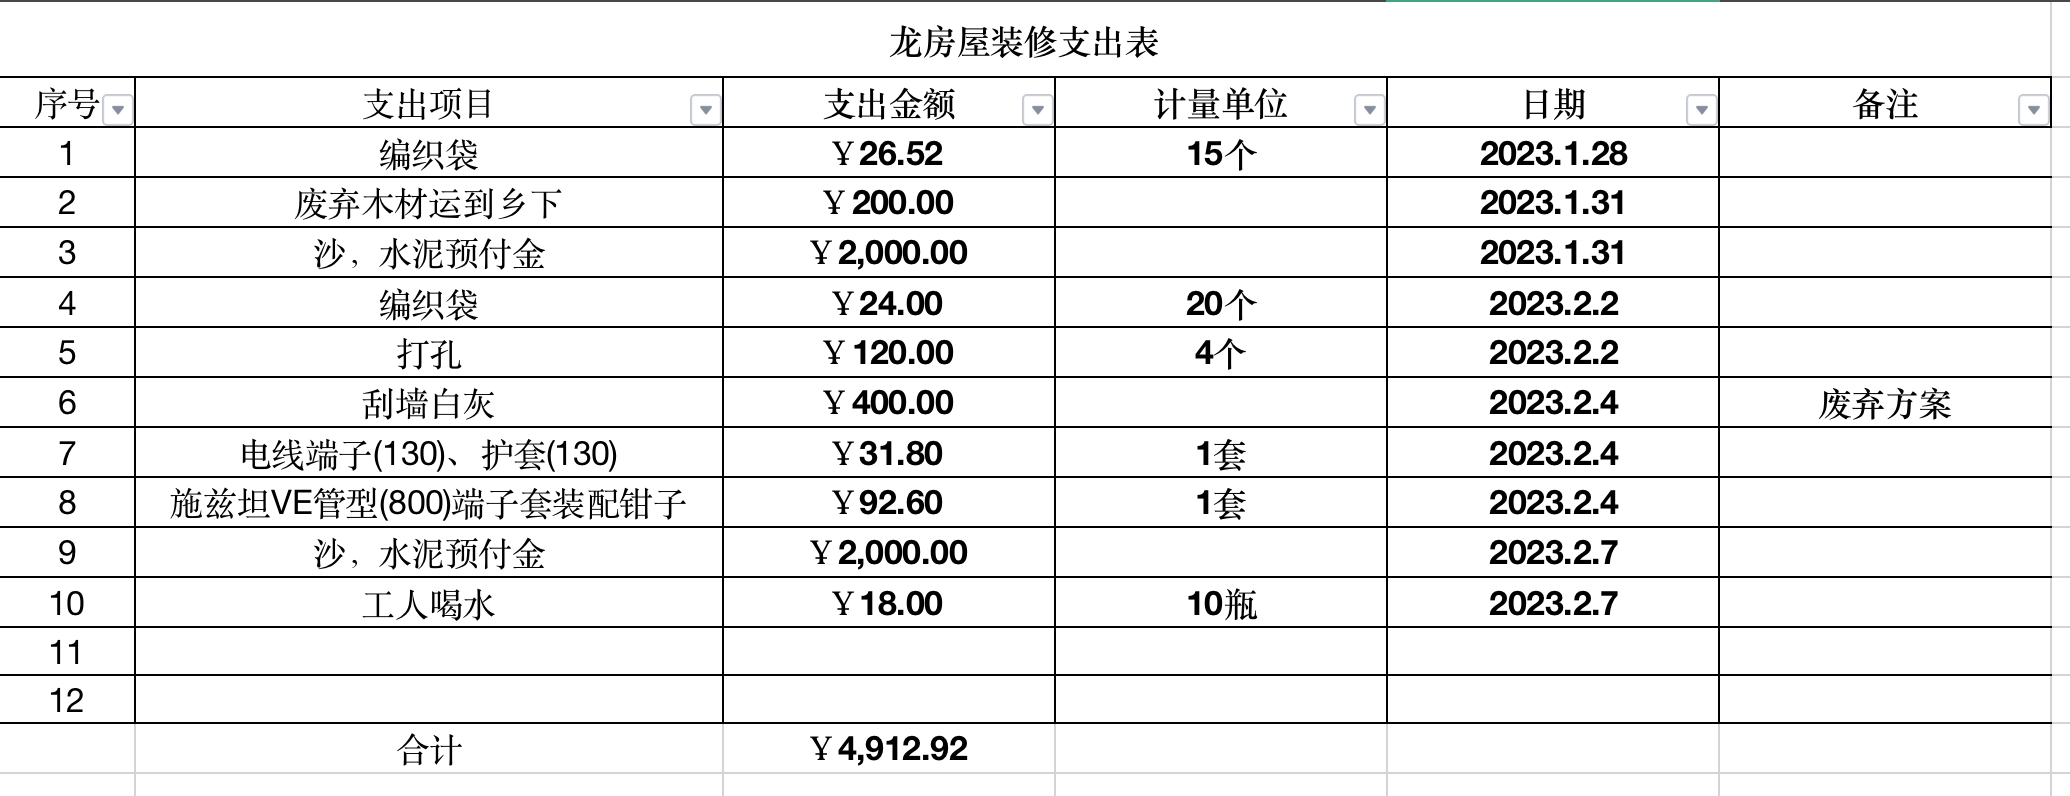 龙房屋装修支出表
序号 支出项目 支出金额 计量单位 日期 备注
1 编织袋 ￥26.52 15个 2023.1.28
2 废弃木材运到乡下 ￥200.00 2023.1.31
3 沙，水泥预付金 ￥2,000.00 2023.1.31
4 编织袋 ￥24.00 20个 2023.2.2
5 打孔 ￥120.00 4个 2023.2.2
6 刮墙白灰 ￥400.00 2023.2.4 废弃方案
7 电线端子(130)、护套(130) ￥31.80 1套 2023.2.4
8 施兹坦VE管型(800)端子套装配钳子 ￥92.60 1套 2023.2.4
9 沙，水泥预付金 ￥2,000.00 2023.2.7
10 工人喝水 ￥18.00 10瓶 2023.2.7
11
12
合计 ￥4,912.92